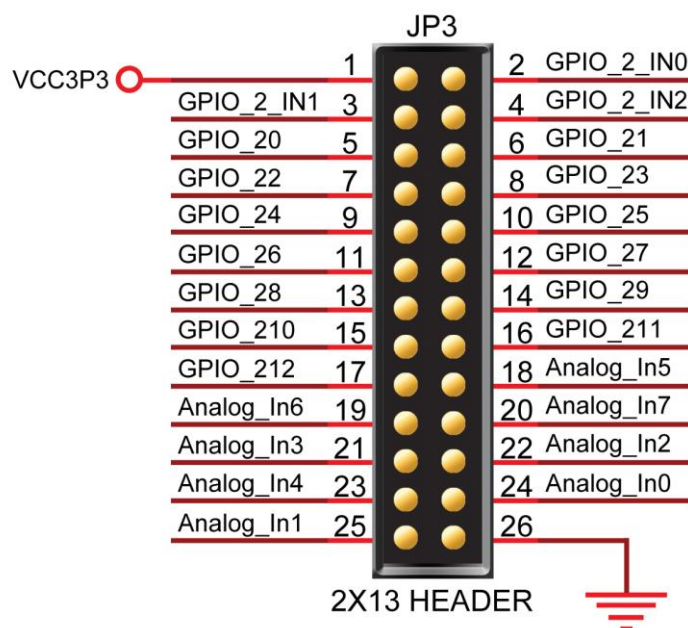 JP3
VCC3P3 1 2 GPIO_2_IN0
GPIO_2_IN1 3 4 GPIO_2_IN2
GPIO_20 5 6 GPIO_21
GPIO_22 7 8 GPIO_23
GPIO_24 9 10 GPIO_25
GPIO_26 11 12 GPIO_27
GPIO_28 13 14 GPIO_29
GPIO_210 15 16 GPIO_211
GPIO_212 17 18 Analog_In5
Analog_In6 19 20 Analog_In7
Analog_In3 21 22 Analog_In2
Analog_In4 23 24 Analog_In0
Analog_In1 25 26
2X13 HEADER